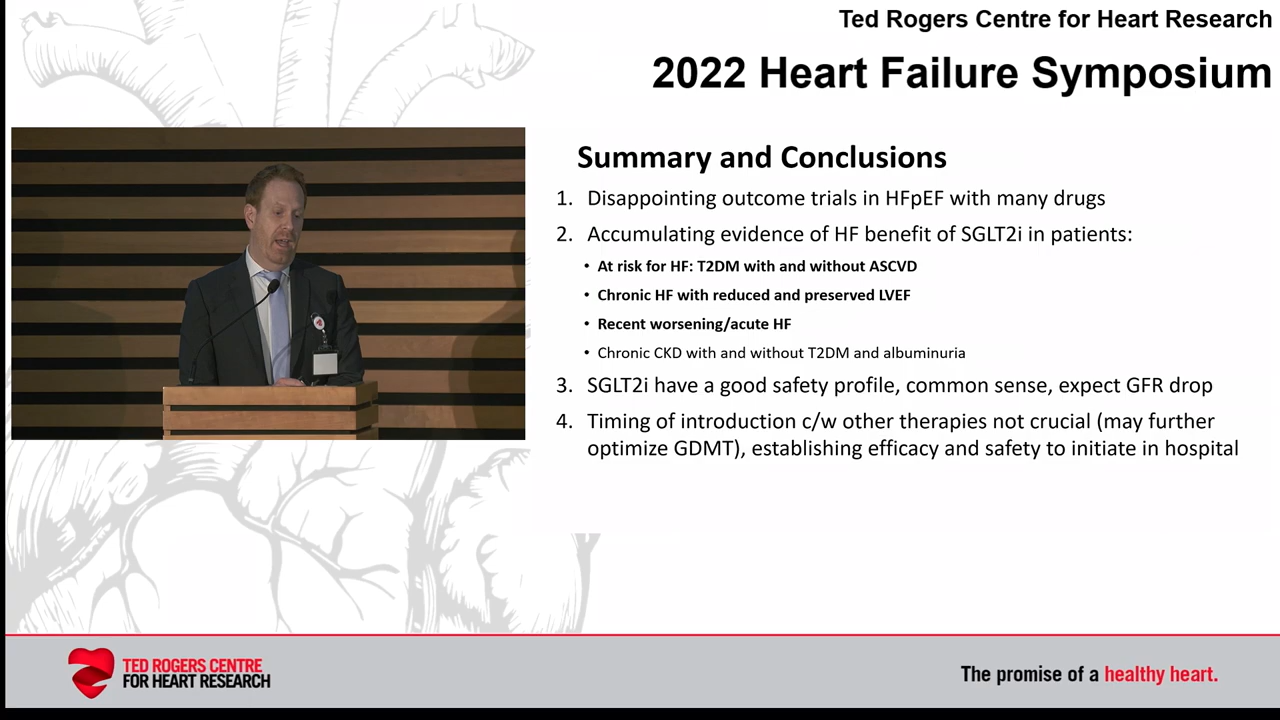 Ted Rogers Centre for Heart Research
2022 Heart Failure Symposium
Summary and Conclusions
1. Disappointing outcome trials in HFpEF with many drugs
2. Accumulating evidence of HF benefit of SGLT2i in patients:
• At risk for HF: T2DM with and without ASCVD
• Chronic HF with reduced and preserved LVEF
• Recent worsening/acute HF
• Chronic CKD with and without T2DM and albuminuria
3. SGLT2i have a good safety profile, common sense, expect GFR drop
4. Timing of introduction c/w other therapies not crucial (may further
optimize GDMT), establishing efficacy and safety to initiate in hospital
TED ROGERS CENTRE
FOR HEART RESEARCH
The promise of a healthy heart.